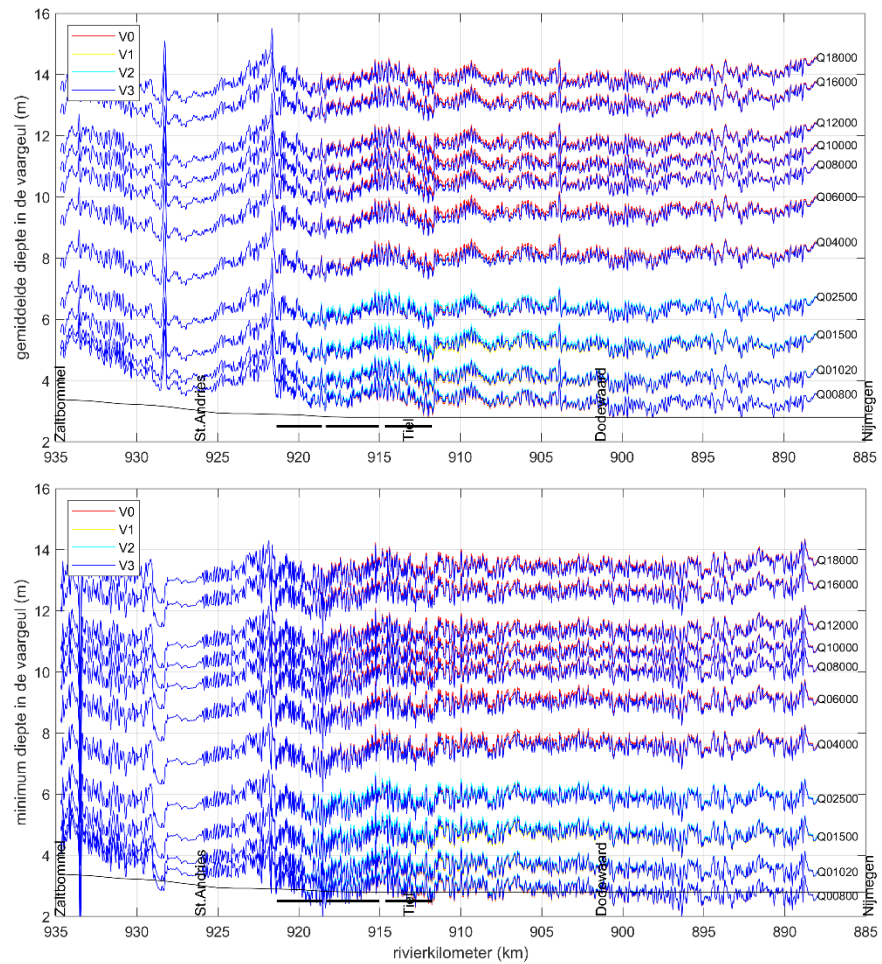 16
14
12
10
8
6
4
2
gemiddelde diepte in de vaargeul (m)
V0
V1
V2
V3
Q18000
Q16000
Q12000
Q10000
Q08000
Q06000
Q04000
Q02500
Q01500
Q01020
Q00800
Zaltbommel
St.Andries
Tiel
Dodewaard
Nijmegen
935 930 925 920 915 910 905 900 895 890 885
16
14
12
10
8
6
4
2
minimum diepte in de vaargeul (m)
V0
V1
V2
V3
Q18000
Q16000
Q12000
Q10000
Q08000
Q06000
Q04000
Q02500
Q01500
Q01020
Q00800
Zaltbommel
St.Andries
Tiel
Dodewaard
Nijmegen
935 930 925 920 915 910 905 900 895 890 885
rivierkilometer (km)